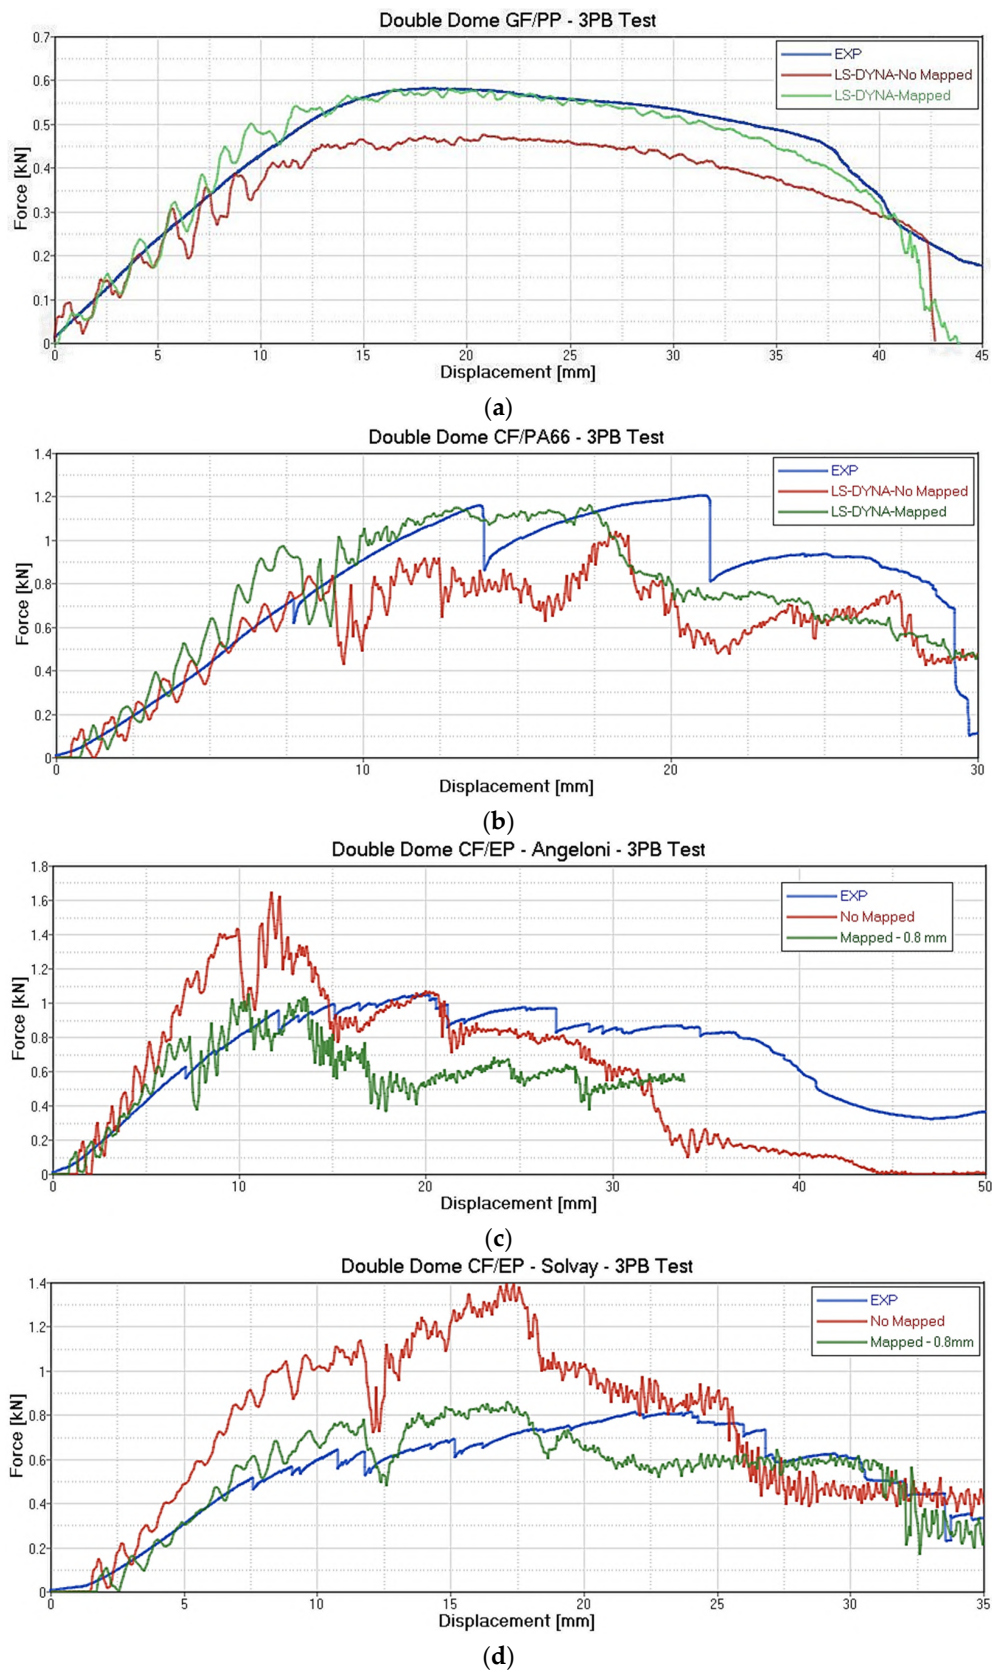 Double Dome GF/PP - 3PB Test
0.7
0.6
0.5
0.4
0.3
0.2
0.1
0
Force [kN]
EXP
LS-DYNA-No Mapped
LS-DYNA-Mapped
0 5 10 15 20 25 30 35 40 45
Displacement [mm]
(a)
Double Dome CF/PA66 - 3PB Test
1.4
1.2
1
0.8
0.6
0.4
0.2
0
Force [kN]
EXP
LS-DYNA-No Mapped
LS-DYNA-Mapped
0 10 20 30
Displacement [mm]
(b)
Double Dome CF/EP - Angeloni - 3PB Test
1.8
1.6
1.4
1.2
1
0.8
0.6
0.4
0.2
0
Force [kN]
EXP
No Mapped
Mapped - 0.8 mm
0 10 20 30 40 50
Displacement [mm]
(c)
Double Dome CF/EP - Solvay - 3PB Test
1.4
1.2
1
0.8
0.6
0.4
0.2
0
Force [kN]
EXP
No Mapped
Mapped - 0.8mm
0 5 10 15 20 25 30 35
Displacement [mm]
(d)